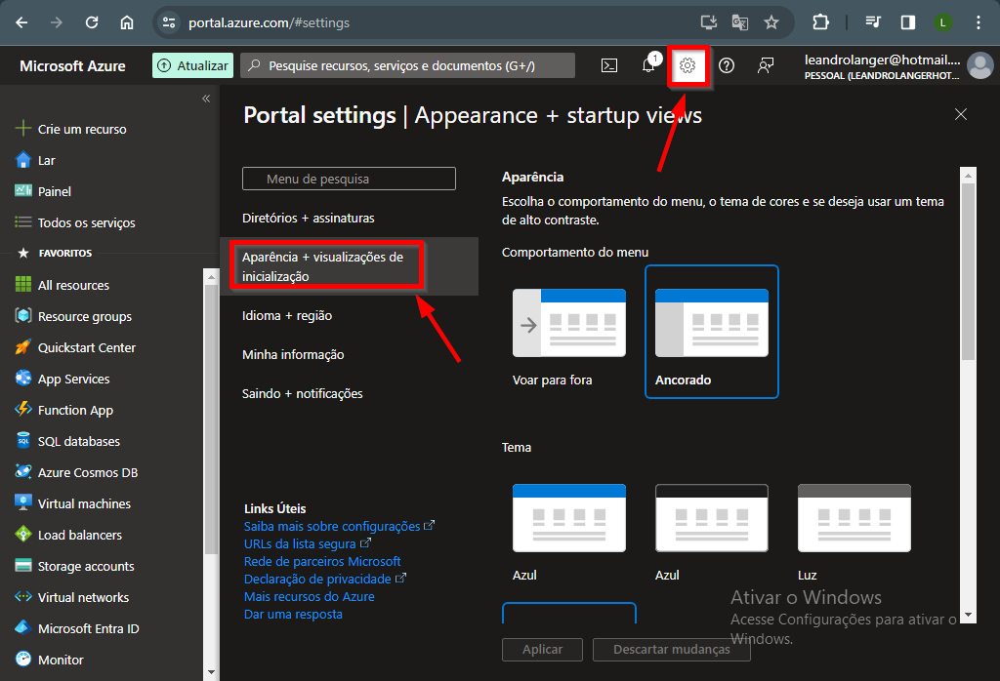 portal.azure.com/#settings
L
Microsoft Azure
Atualizar
Pesquise recursos, serviços e documentos (G+/)
1
leandrolanger@hotmail....
PESSOAL (LEANDROLANGERHOT...
Crie um recurso
Lar
Painel
Todos os serviços
FAVORITOS
All resources
Resource groups
Quickstart Center
App Services
Function App
SQL databases
Azure Cosmos DB
Virtual machines
Load balancers
Storage accounts
Virtual networks
Microsoft Entra ID
Monitor
Portal settings | Appearance + startup views
Menu de pesquisa
Diretórios + assinaturas
Aparência + visualizações de
inicialização
Idioma + região
Minha informação
Saindo + notificações
Links Úteis
Saiba mais sobre configurações
URLs da lista segura
Rede de parceiros Microsoft
Declaração de privacidade
Mais recursos do Azure
Dar uma resposta
Aparência
Escolha o comportamento do menu, o tema de cores e se deseja usar um tema
de alto contraste.
Comportamento do menu
Voar para fora
Ancorado
Tema
Azul
Azul
Luz
Aplicar
Descartar mudanças
Ativar o Windows
Acesse Configurações para ativar o
Windows.